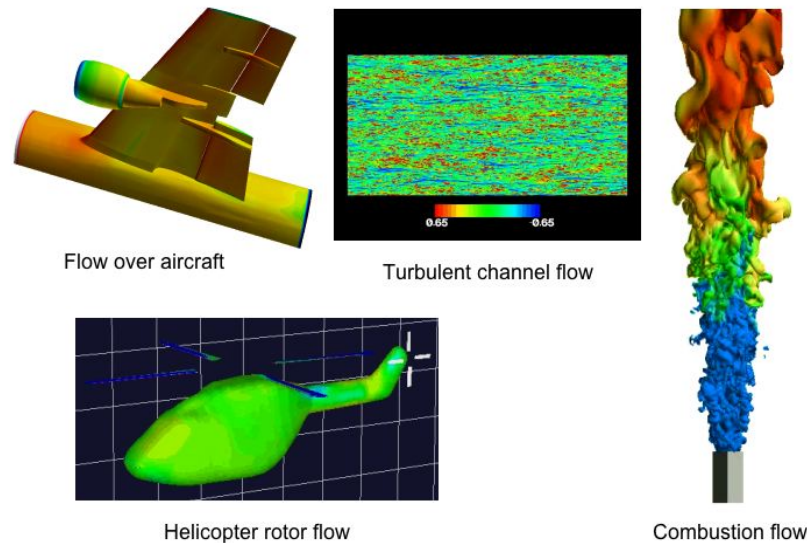 0.65
-0.65
Flow over aircraft
Turbulent channel flow
Helicopter rotor flow
Combustion flow